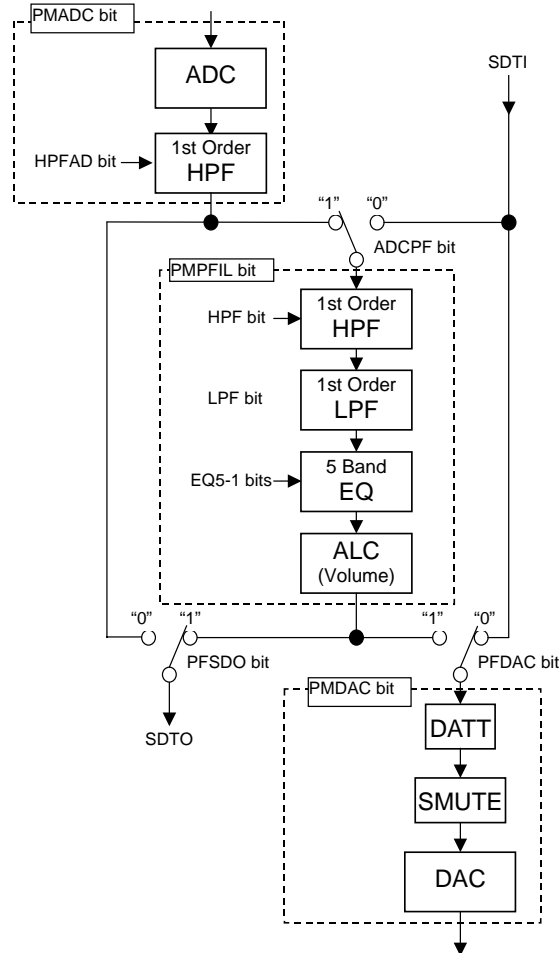 PMADC bit
ADC
SDTI
HPFAD bit
1st Order
HPF
“1”
“0”
ADCPF bit
PMPFIL bit
HPF bit
1st Order
HPF
LPF bit
1st Order
LPF
EQ5-1 bits
5 Band
EQ
ALC
(Volume)
“0”
“1”
“1”
“0”
PFSDO bit
PFDAC bit
SDTO
PMDAC bit
DATT
SMUTE
DAC